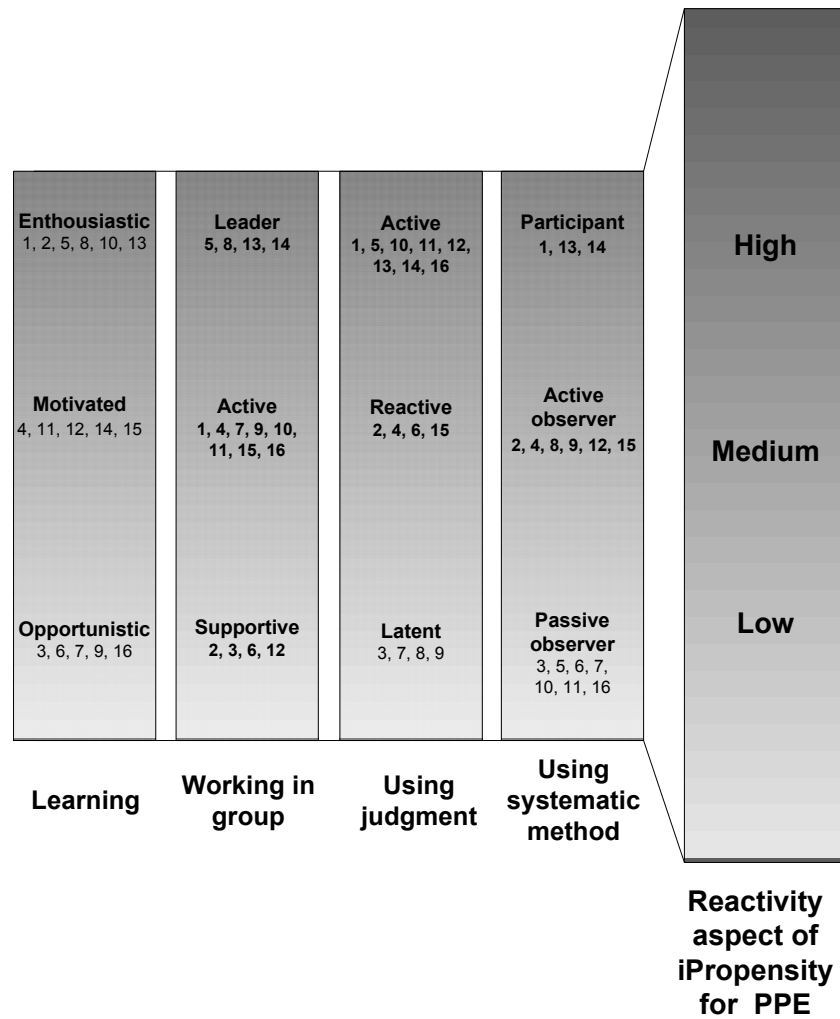 Enthousiastic
1, 2, 5, 8, 10, 13
Motivated
4, 11, 12, 14, 15
Opportunistic
3, 6, 7, 9, 16
Learning
Leader
5, 8, 13, 14
Active
1, 4, 7, 9, 10,
11, 15, 16
Supportive
2, 3, 6, 12
Working in
group
Active
1, 5, 10, 11, 12,
13, 14, 16
Reactive
2, 4, 6, 15
Latent
3, 7, 8, 9
Using
judgment
Participant
1, 13, 14
Active
observer
2, 4, 8, 9, 12, 15
Passive
observer
3, 5, 6, 7,
10, 11, 16
Using
systematic
method
High
Medium
Low
Reactivity
aspect of
iPropensity
for PPE